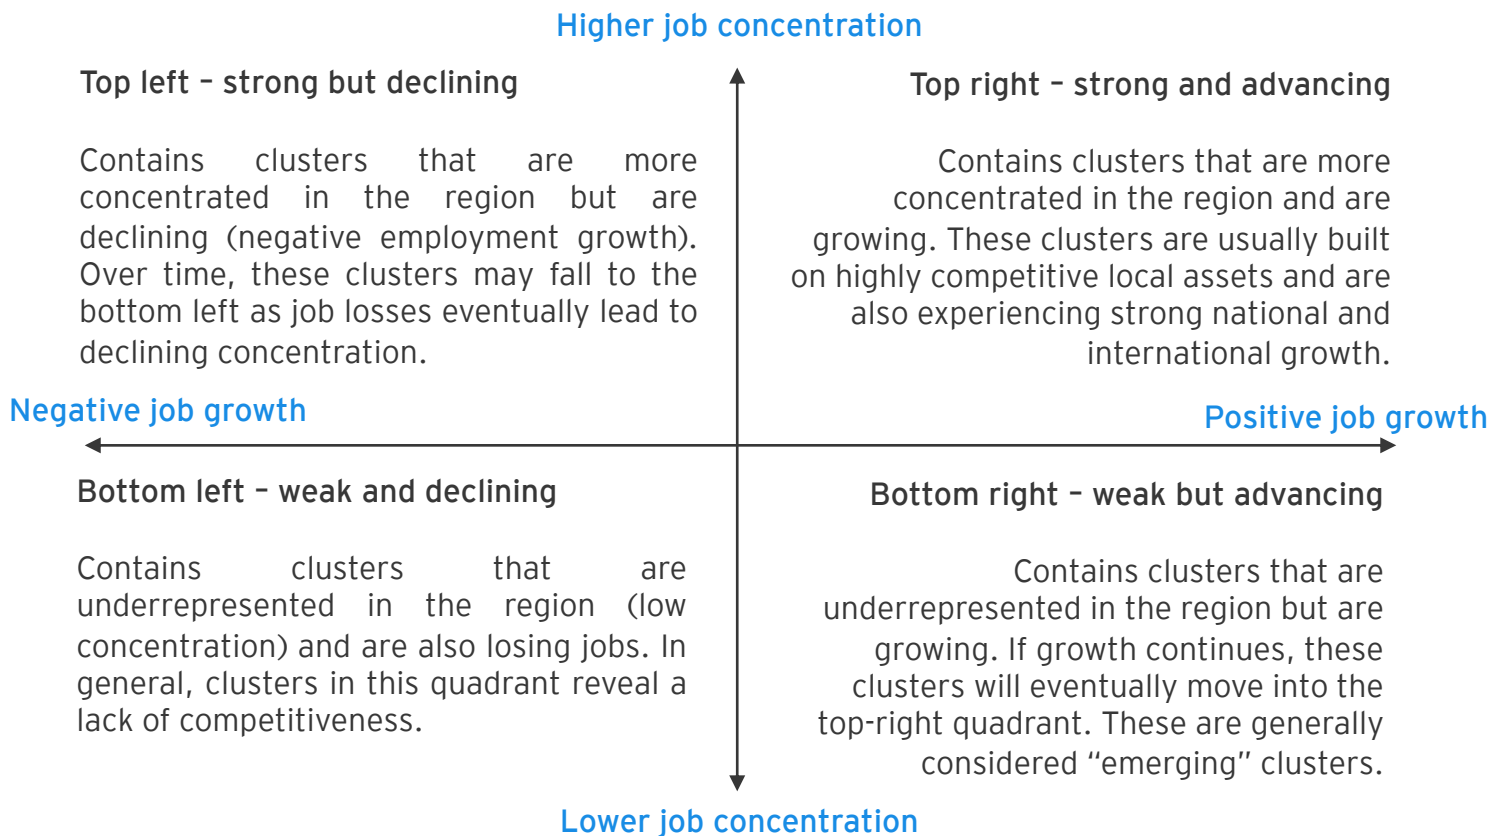 Higher job concentration
Top left – strong but declining
Contains clusters that are more
concentrated in the region but are
declining (negative employment growth).
Over time, these clusters may fall to the
bottom left as job losses eventually lead to
declining concentration.
Top right – strong and advancing
Contains clusters that are more
concentrated in the region and are
growing. These clusters are usually built
on highly competitive local assets and are
also experiencing strong national and
international growth.
Negative job growth
Positive job growth
Bottom left – weak and declining
Contains clusters that are
underrepresented in the region (low
concentration) and are also losing jobs. In
general, clusters in this quadrant reveal a
lack of competitiveness.
Bottom right – weak but advancing
Contains clusters that are
underrepresented in the region but are
growing. If growth continues, these
clusters will eventually move into the
top-right quadrant. These are generally
considered “emerging” clusters.
Lower job concentration